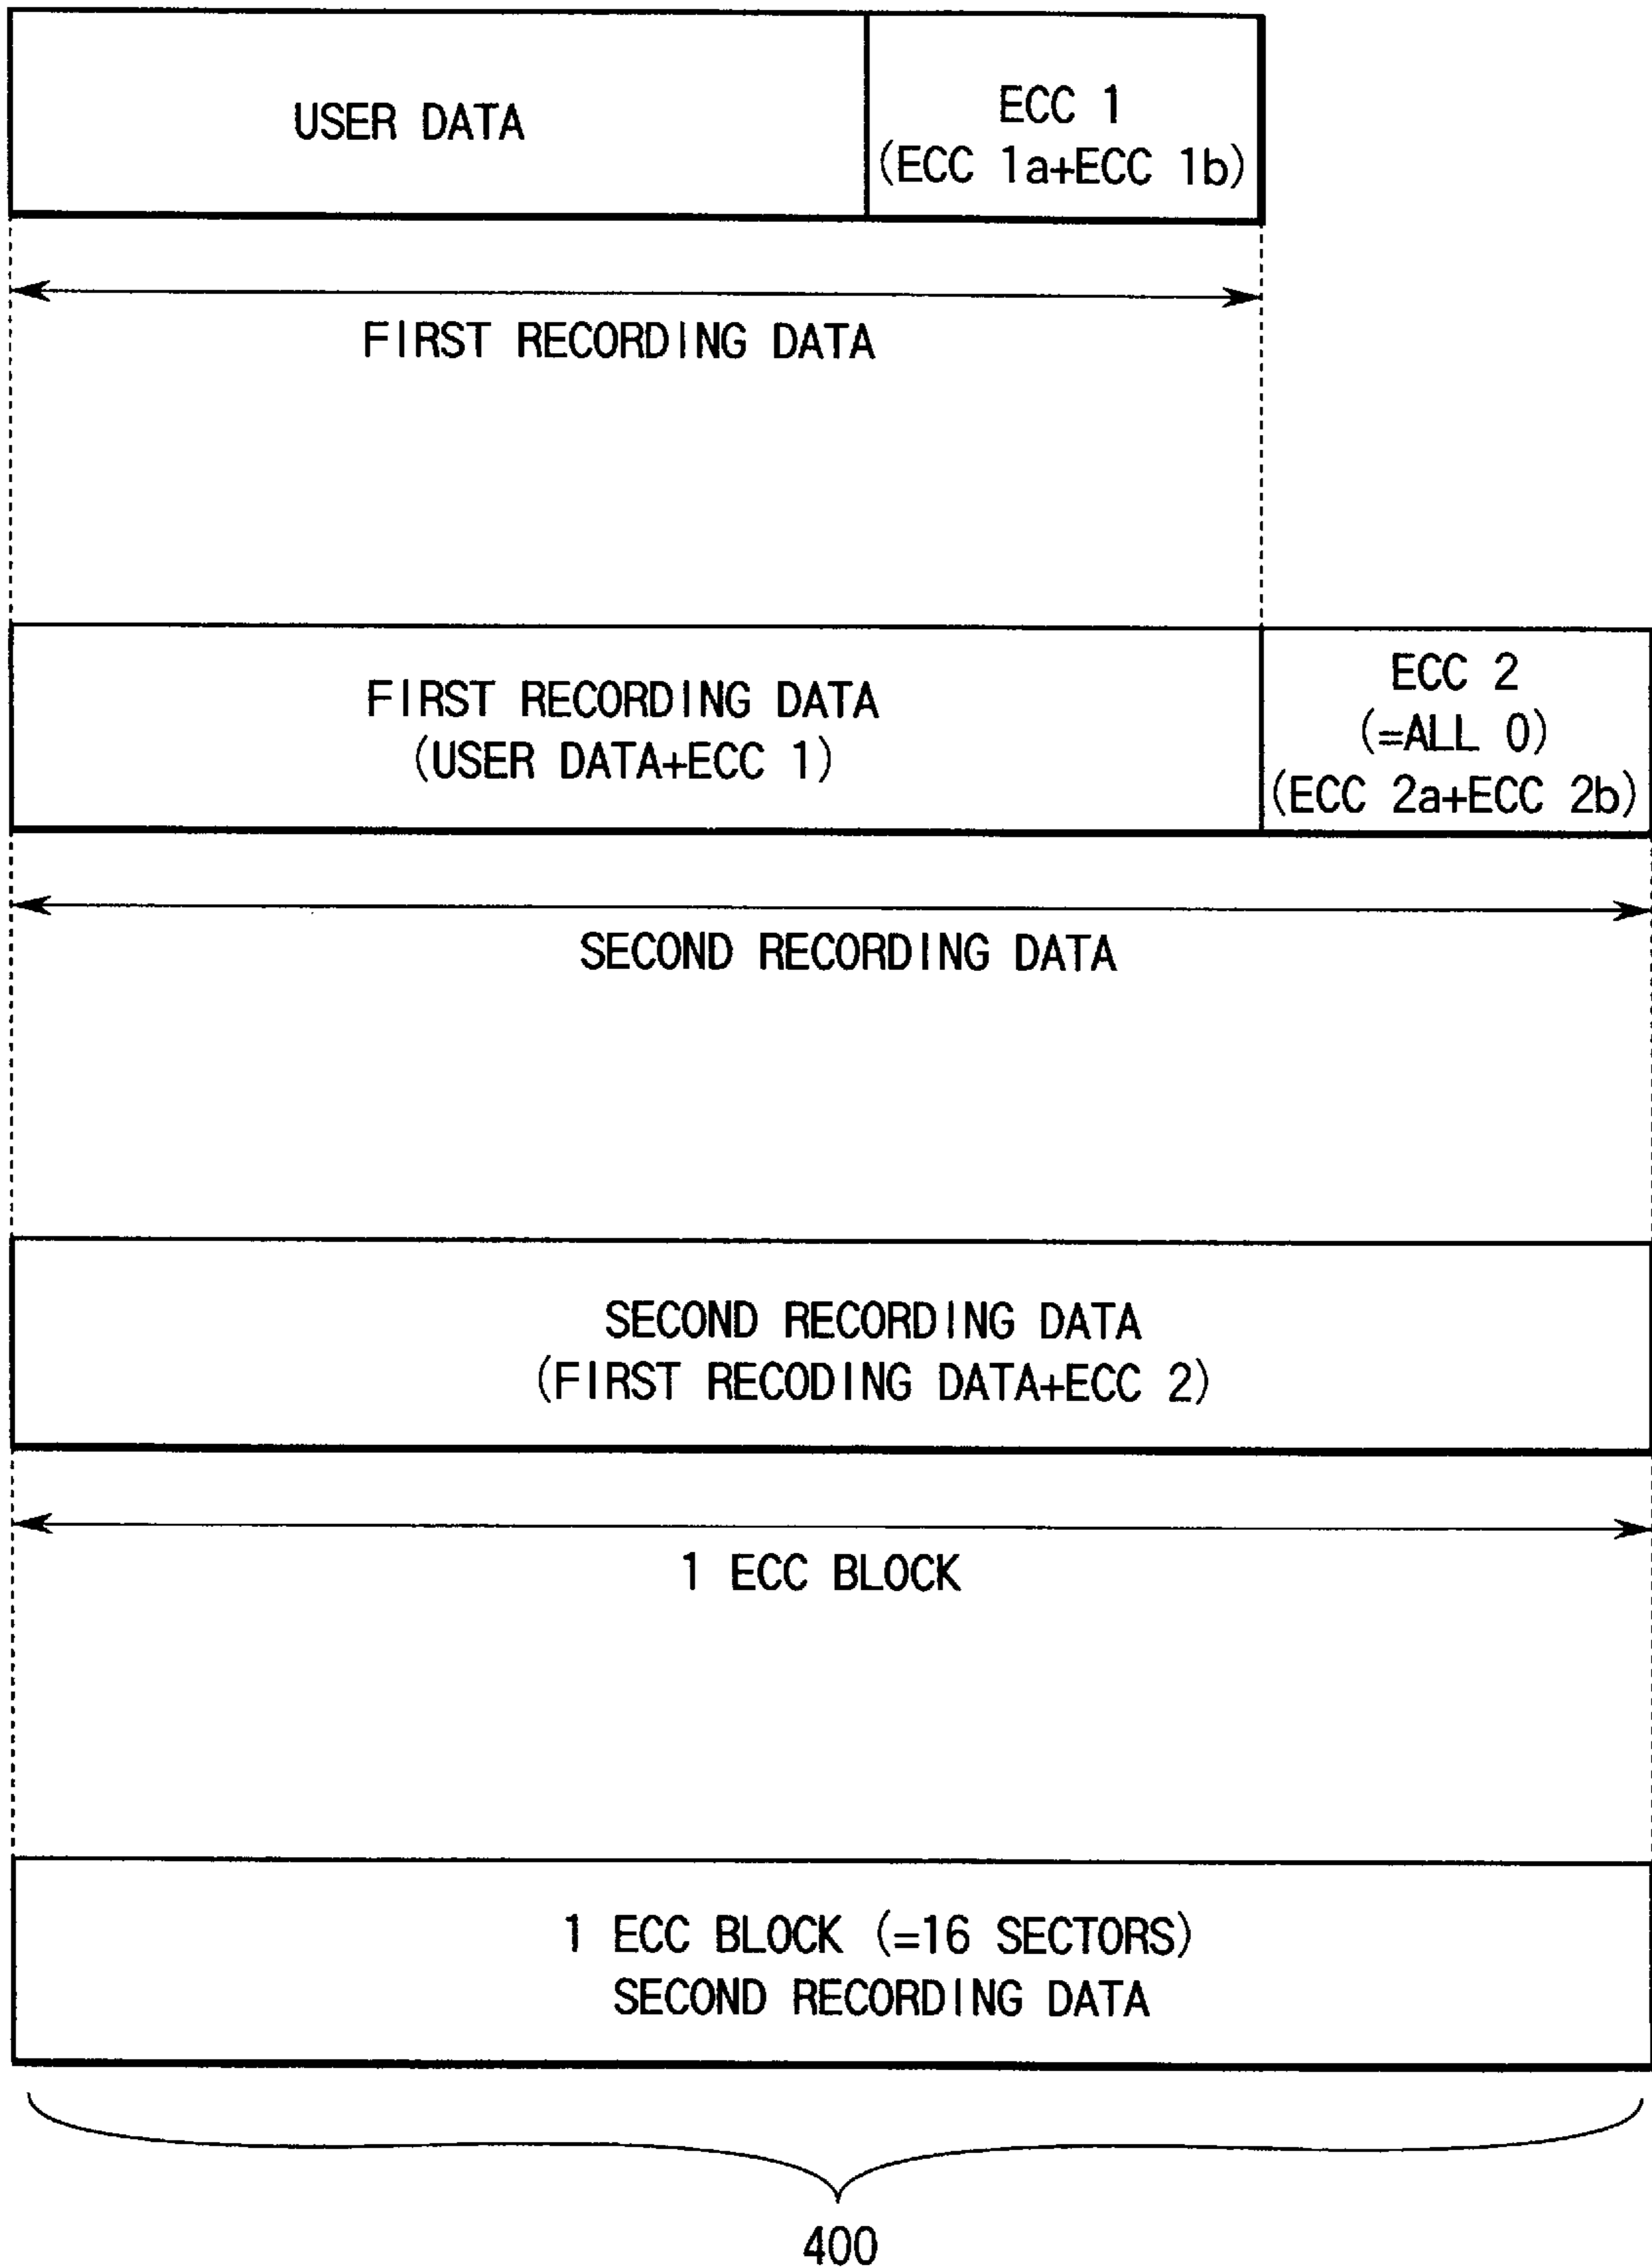 USER DATA
ECC 1
(ECC 1a+ECC 1b)
FIRST RECORDING DATA
FIRST RECORDING DATA
(USER DATA+ECC 1)
ECC 2
(=ALL 0)
(ECC 2a+ECC 2b)
SECOND RECORDING DATA
SECOND RECORDING DATA
(FIRST RECODING DATA+ECC 2)
1 ECC BLOCK
1 ECC BLOCK (=16 SECTORS)
SECOND RECORDING DATA
400